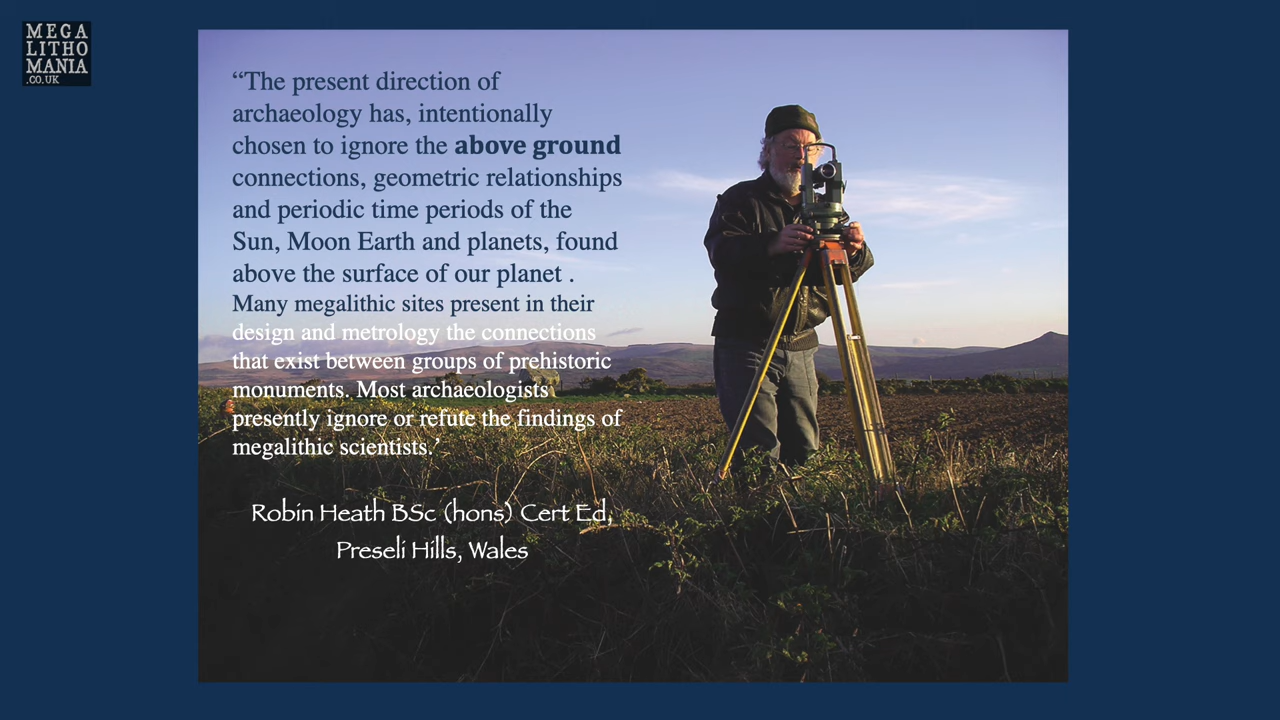 MEGA
LITHO
MANIA
.CO.UK
“The present direction of
archaeology has, intentionally
chosen to ignore the above ground
connections, geometric relationships
and periodic time periods of the
Sun, Moon Earth and planets, found
above the surface of our planet .
Many megalithic sites present in their
design and metrology the connections
that exist between groups of prehistoric
monuments. Most archaeologists
presently ignore or refute the findings of
megalithic scientists.’
Robin Heath BSc (hons) Cert Ed,
Preseli Hills, Wales